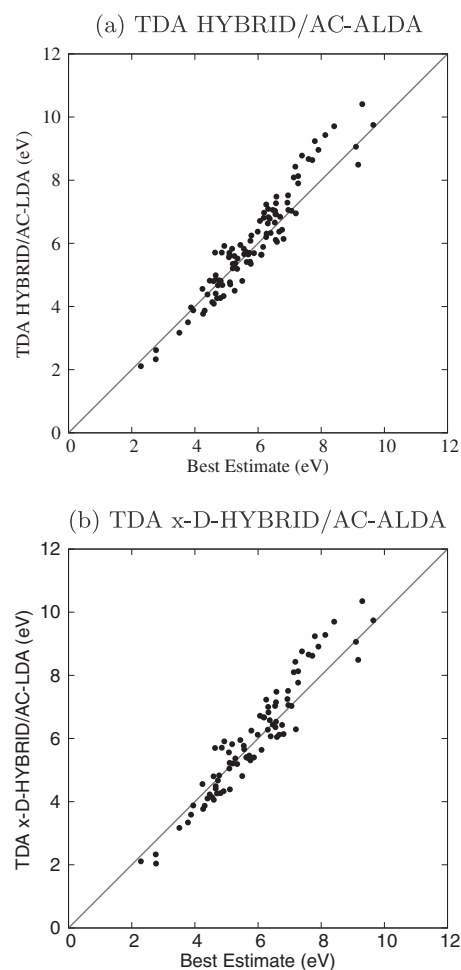 (a) TDA HYBRID/AC-ALDA
12
10
8
6
4
2
0
TDA HYBRID/AC-LDA (eV)
0 2 4 6 8 10 12
Best Estimate (eV)
(b) TDA x-D-HYBRID/AC-ALDA
12
10
8
6
4
2
0
TDA x-D-HYBRID/AC-LDA (eV)
0 2 4 6 8 10 12
Best Estimate (eV)